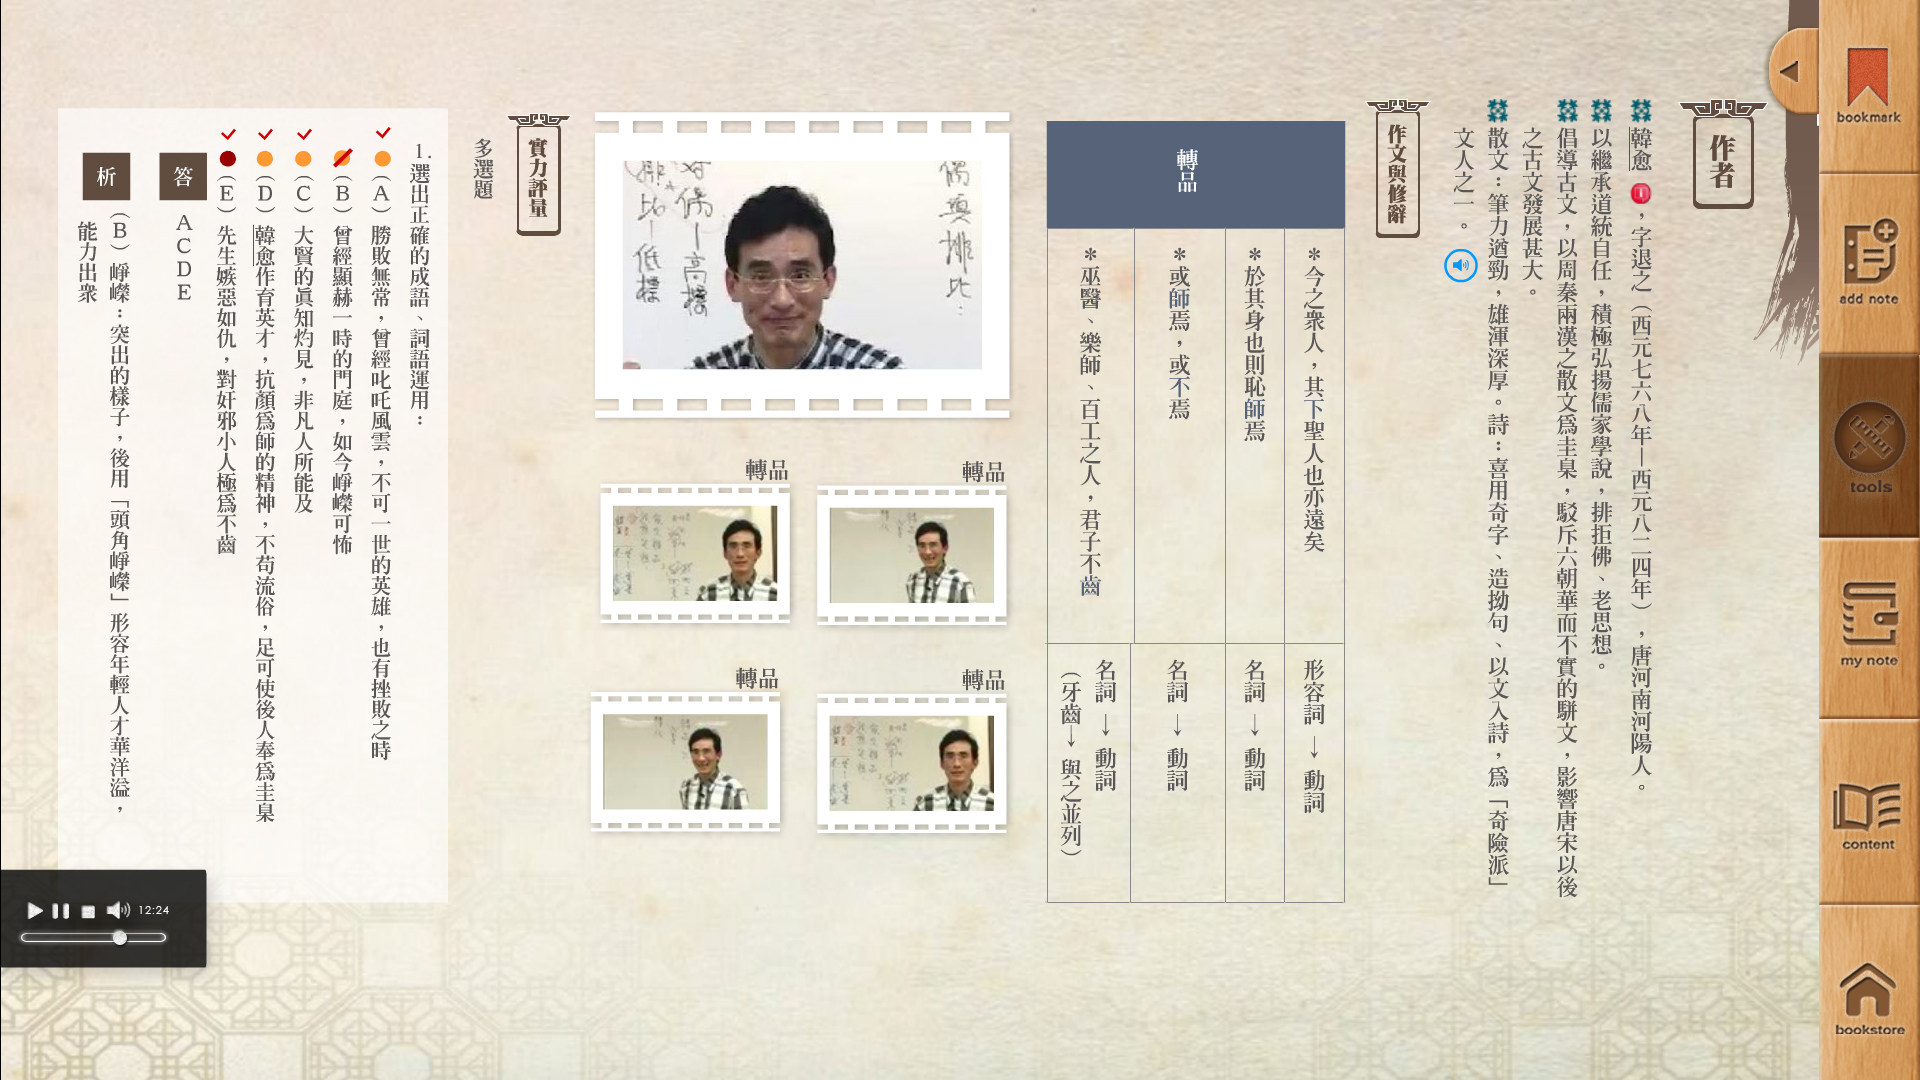 作者
韓愈，字退之（西元七六八年─西元八二四年），唐河南河陽人。
以繼承道統自任，積極弘揚儒家學說，排拒佛、老思想。
倡導古文，以周秦兩漢之散文為圭臬，駁斥六朝華而不實的駢文，影響唐宋以後
之古文發展甚大。
散文：筆力遒勁，雄渾深厚。詩：喜用奇字、造拗句、以文入詩，為「奇險派」
文人之一。
作文與修辭
轉品
＊今之眾人，其下聖人也亦遠矣
形容詞→動詞
＊於其身也則恥師焉
名詞→動詞
＊或師焉，或不焉
名詞→動詞
＊巫醫、樂師、百工之人，君子不齒
名詞→動詞
（牙齒→與之並列）
轉品
轉品
轉品
轉品
實力評量
多選題
1.選出正確的成語、詞語運用：
（A）勝敗無常，曾經叱吒風雲，不可一世的英雄，也有挫敗之時
（B）曾經顯赫一時的門庭，如今崢嶸可怖
（C）大賢的真知灼見，非凡人所能及
（D）韓愈作育英才，抗顏為師的精神，不苟流俗，足可使後人奉為圭臬
（E）先生嫉惡如仇，對奸邪小人極為不齒
答
ACDE
析
（B）崢嶸：突出的樣子，後用「頭角崢嶸」形容年輕人才華洋溢，
能力出眾
12:24
bookmark
add note
tools
my note
content
bookstore